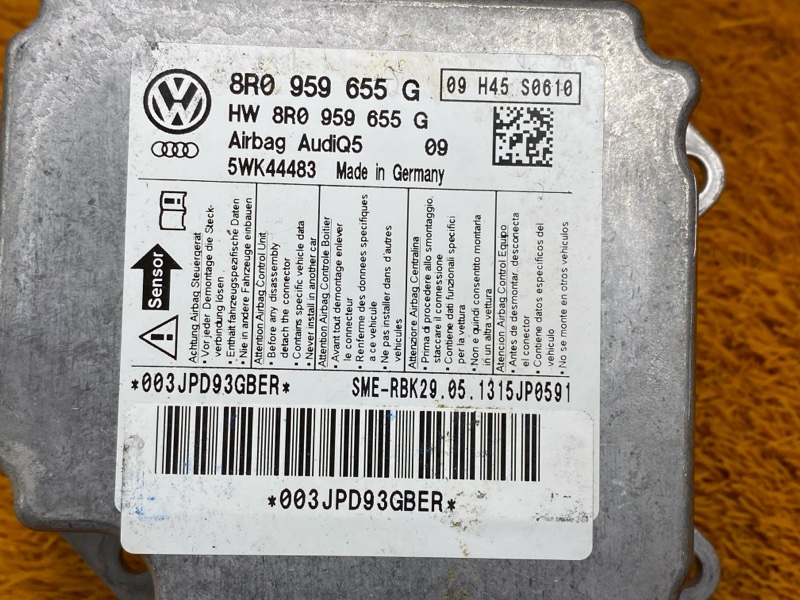 8R0 959 655 G
09 H45 S0610
HW 8R0 959 655 G
Airbag AudiQ5 09
5WK44483 Made in Germany
Sensor
Achtung Airbag Steuergerät
• Vor jeder Demontage die Steck-
verbindung lösen
• Enthält fahrzeugspezifische Daten
• Nie in andere Fahrzeuge einbauen
Attention Airbag Control Unit
• Before any disassembly
detach the connector
• Contains specific vehicle data
• Never install in another car
Attention Airbag Controle Boitier
• Avant tout demontage enlever
le connecteur
• Renferme des donnees specifiques
a ce vehicule
• Ne pas installer dans d'autres
vehicules
Attenzione Airbag Centralina
• Prima di procedere allo smontaggio,
staccare il connessione
• Contiene dati funzionali specifici
per la vettura
• Non e quindi consentito montarla
in un altra vettura
Atencion Airbag Control Equipo
• Antes de desmontar, desconecta
el conector
• Contiene datos especificos del
vehiculo
• No se monte en otros vehiculos
*003JPD93GBER*
SME-RBK29.05.1315JP0591
*003JPD93GBER*